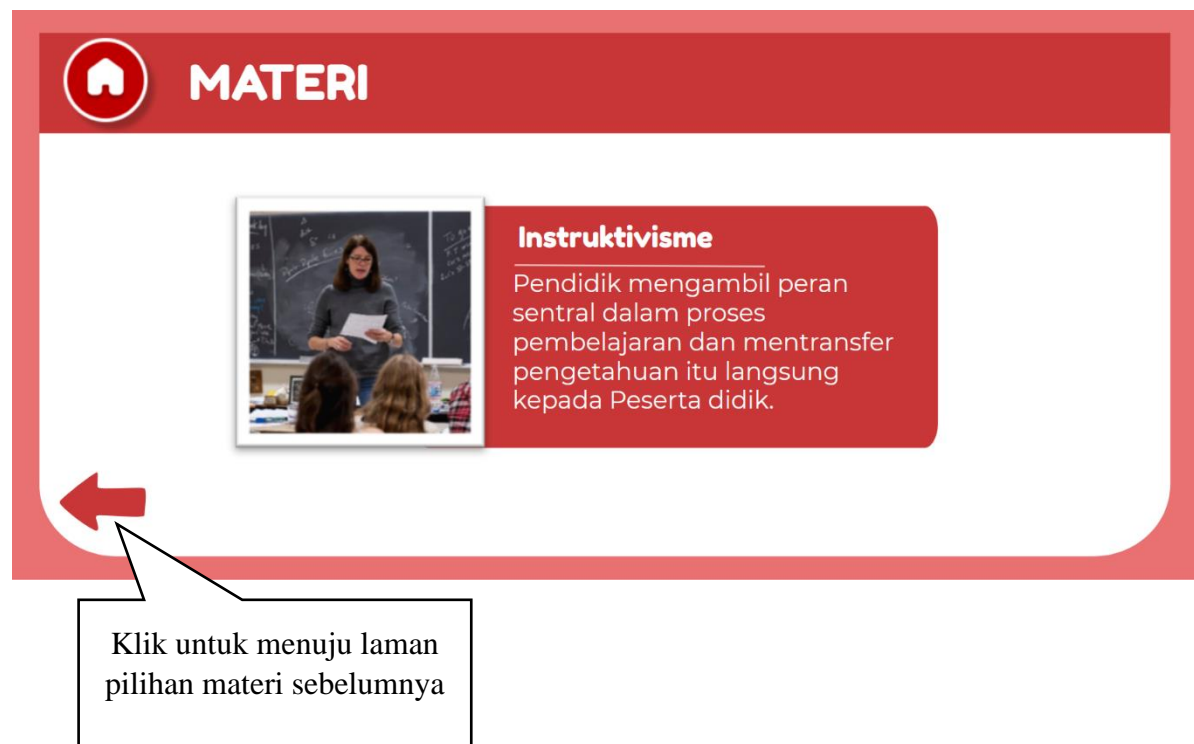 MATERI
Instruktivisme
Pendidik mengambil peran
sentral dalam proses
pembelajaran dan mentransfer
pengetahuan itu langsung
kepada Peserta didik.
Klik untuk menuju laman
pilihan materi sebelumnya